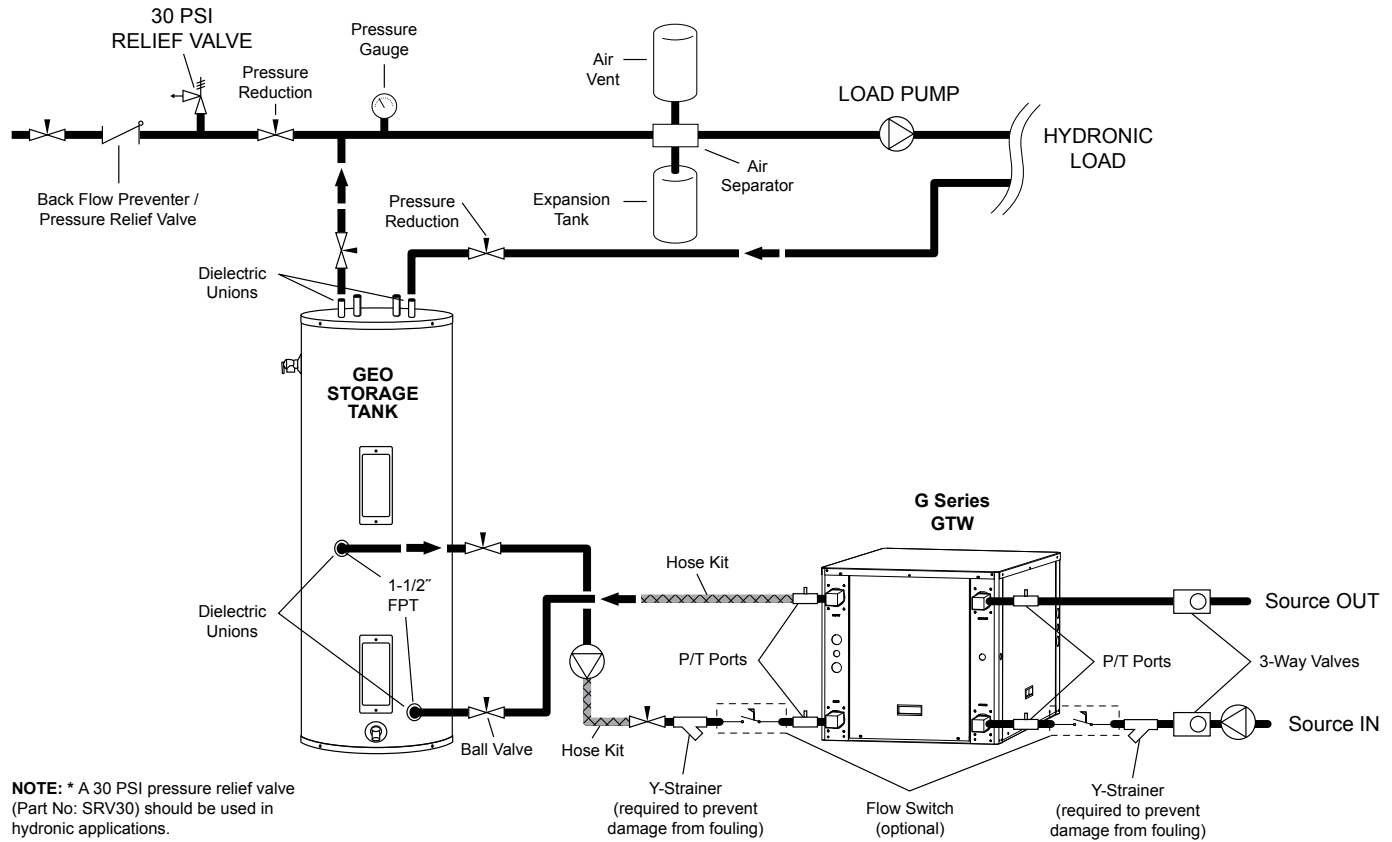 30 PSI
RELIEF VALVE
Pressure
Reduction
Pressure
Gauge
Air
Vent
LOAD PUMP
HYDRONIC
LOAD
Back Flow Preventer /
Pressure Relief Valve
Pressure
Reduction
Expansion
Tank
Air
Separator
Dielectric
Unions
GEO
STORAGE
TANK
G Series
GTW
Hose Kit
1-1/2˝
FPT
Dielectric
Unions
P/T Ports
P/T Ports
Source OUT
3-Way Valves
Source IN
Ball Valve
Hose Kit
Y-Strainer
(required to prevent
damage from fouling)
Flow Switch
(optional)
Y-Strainer
(required to prevent
damage from fouling)
NOTE: * A 30 PSI pressure relief valve
(Part No: SRV30) should be used in
hydronic applications.